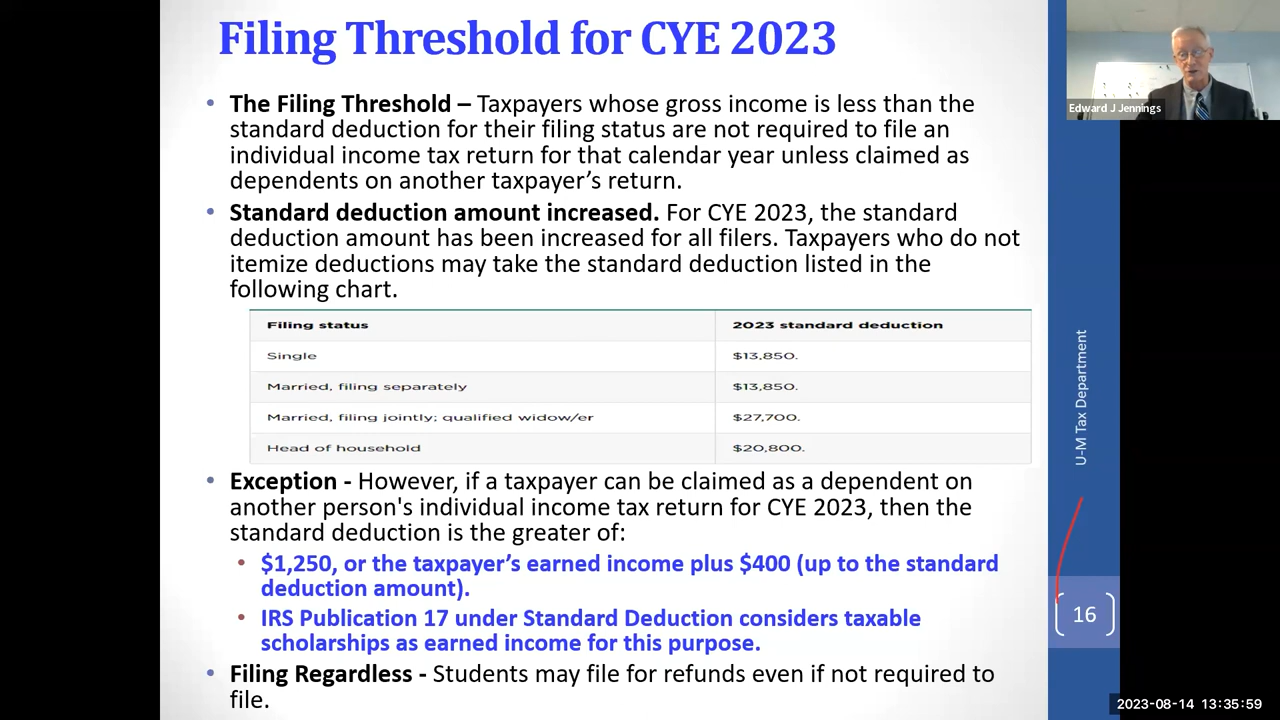 Filing Threshold for CYE 2023
• The Filing Threshold – Taxpayers whose gross income is less than the
standard deduction for their filing status are not required to file an
individual income tax return for that calendar year unless claimed as
dependents on another taxpayer’s return.
• Standard deduction amount increased. For CYE 2023, the standard
deduction amount has been increased for all filers. Taxpayers who do not
itemize deductions may take the standard deduction listed in the
following chart.
Filing status 2023 standard deduction
Single $13,850.
Married, filing separately $13,850.
Married, filing jointly; qualified widow/er $27,700.
Head of household $20,800.
• Exception - However, if a taxpayer can be claimed as a dependent on
another person's individual income tax return for CYE 2023, then the
standard deduction is the greater of:
• $1,250, or the taxpayer’s earned income plus $400 (up to the standard
deduction amount).
• IRS Publication 17 under Standard Deduction considers taxable
scholarships as earned income for this purpose.
• Filing Regardless - Students may file for refunds even if not required to
file.
Edward J Jennings
U-M Tax Department
16
2023-08-14 13:35:59